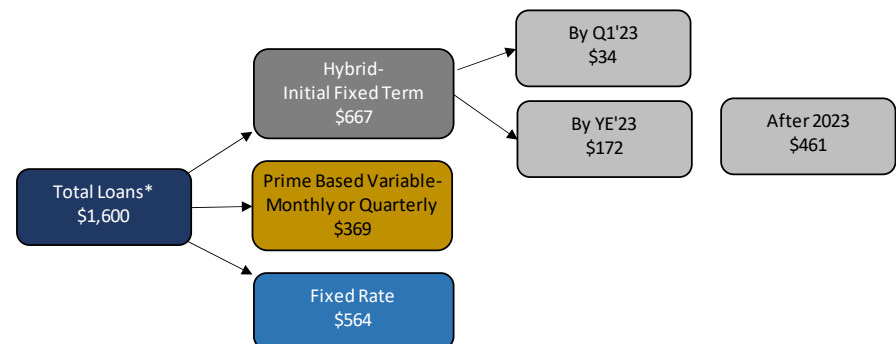 By Q1'23
$34
Hybrid-
Initial Fixed Term
$667
By YE'23
$172
After 2023
$461
Total Loans*
$1,600
Prime Based Variable-
Monthly or Quarterly
$369
Fixed Rate
$564